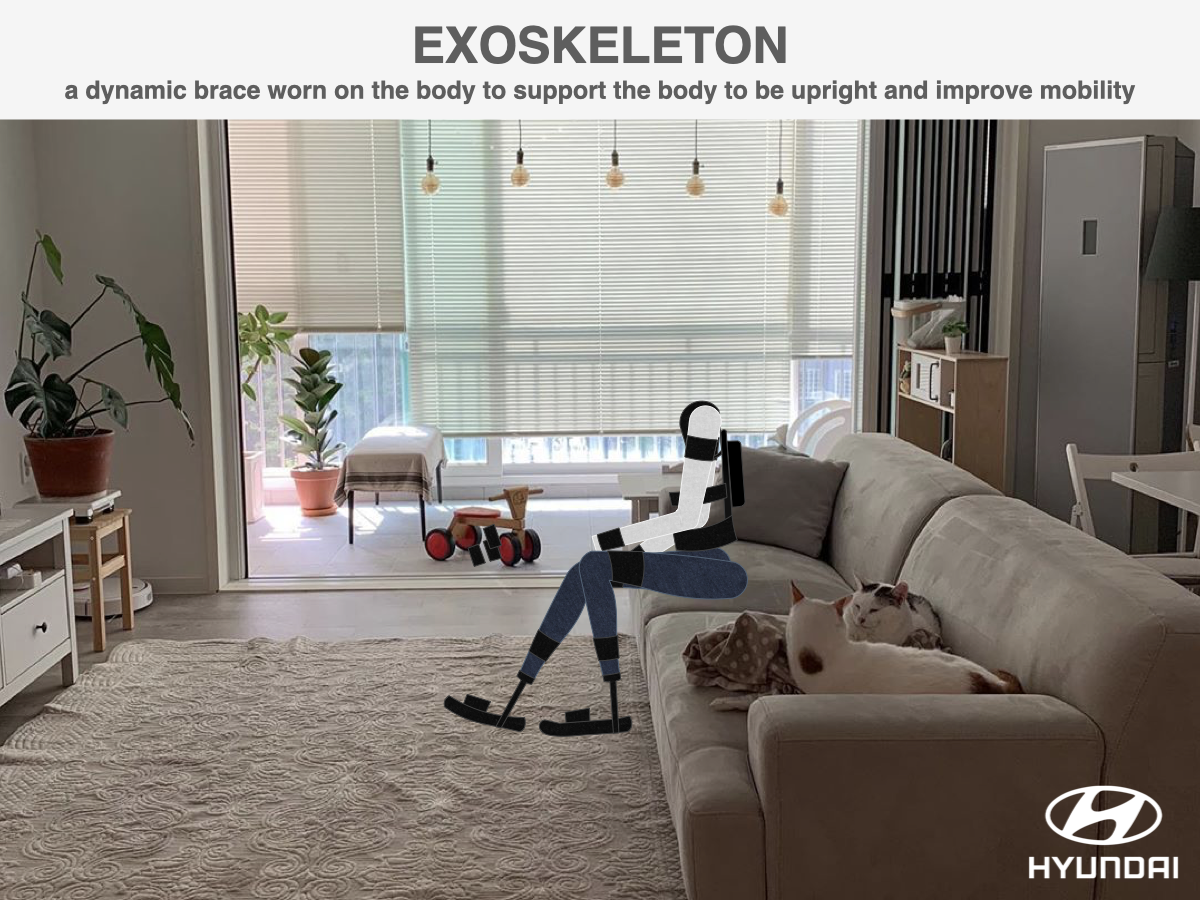 EXOSKELETON
a dynamic brace worn on the body to support the body to be upright and improve mobility
HYUNDAI